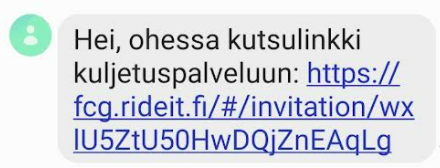 Hei, ohessa kutsulinkki
kuljetuspalveluun: https://
fcg.rideit.fi/#/invitation/wx
lU5ZtU50HwDQjZnEAqLg